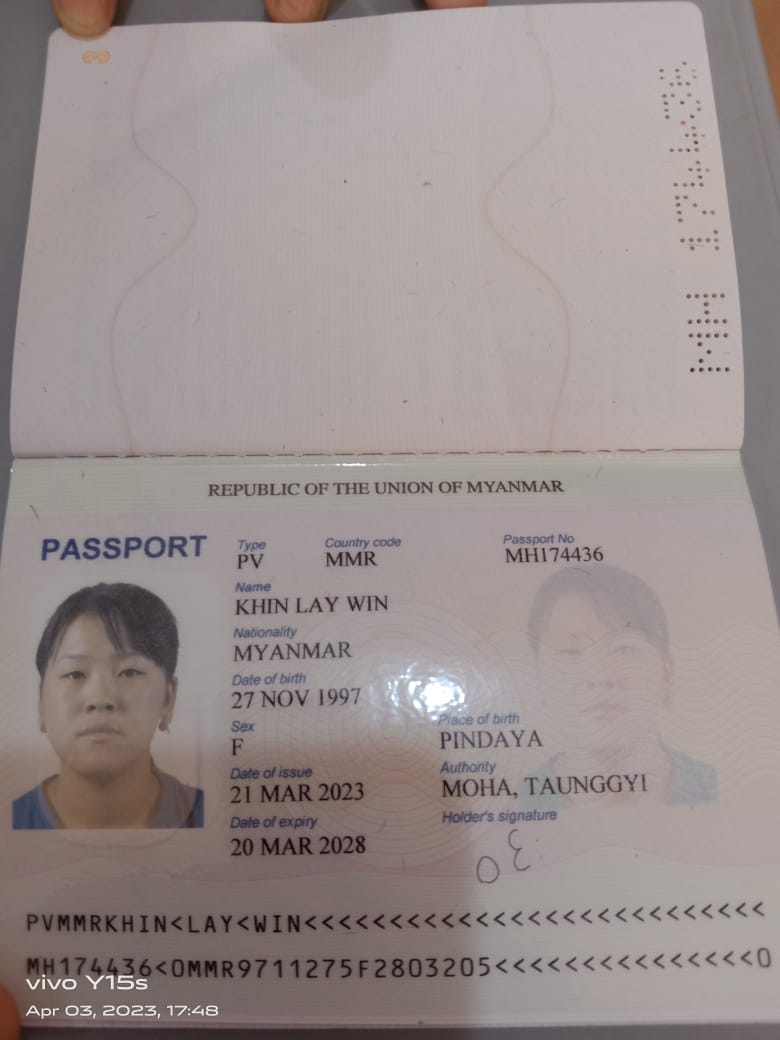 3
MH 174436
REPUBLIC OF THE UNION OF MYANMAR
PASSPORT
Type
Country code
Passport No
PV
MMR
MH174436
Name
KHIN LAY WIN
Nationality
MYANMAR
Date of birth
27 NOV 1997
Sex
Place of birth
F
PINDAYA
Date of issue
Authority
21 MAR 2023
MOHA, TAUNGGYI
Date of expiry
Holder's signature
20 MAR 2028
PVMMRKHIN<LAY<WIN<<<<<<<<<<<<<<<<<<<<<<<<<<<
MH174436<0MMR9711275F2803205<<<<<<<<<<<<<<<0
vivo Y15s
Apr 03, 2023, 17:48